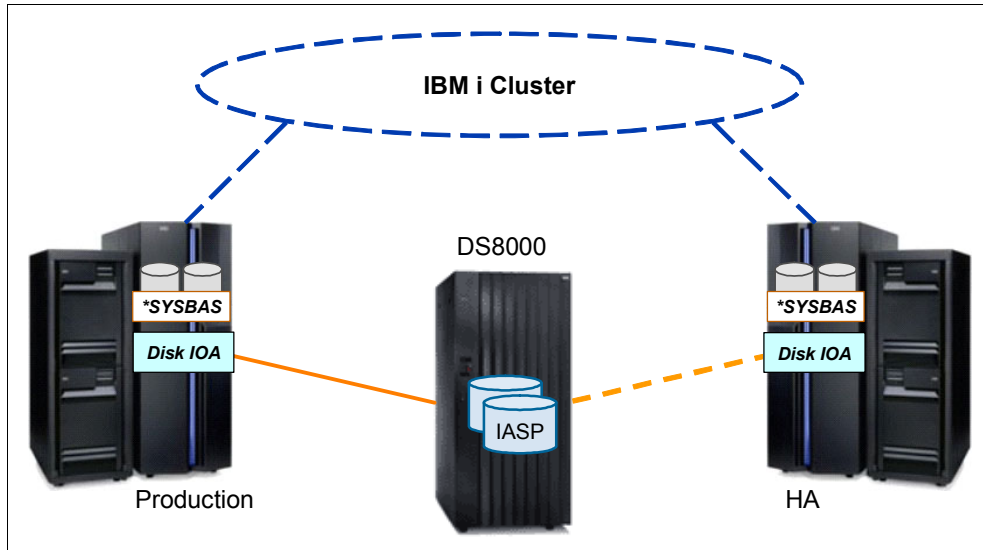 IBM i Cluster
DS8000
*SYSBAS
*SYSBAS
Disk IOA
Disk IOA
IASP
Production
HA